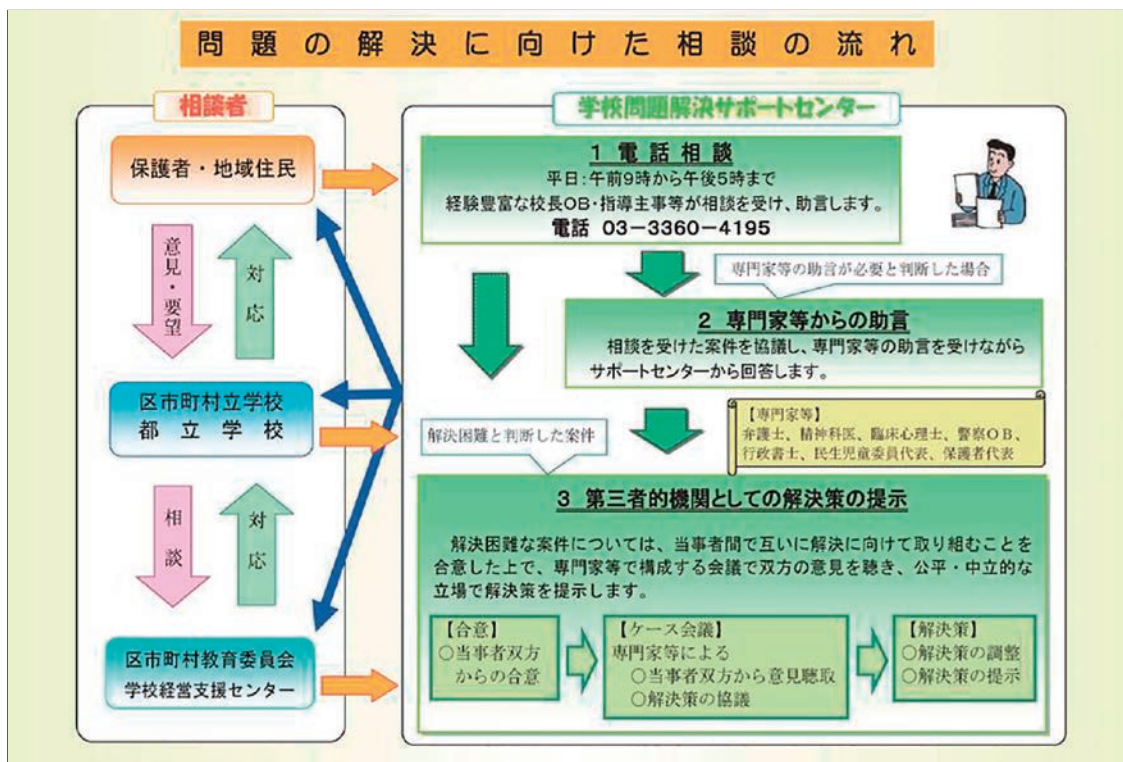 問題の解決に向けた相談の流れ
相談者
保護者・地域住民
意見・要望
対応
区市町村立学校
都立学校
相談
対応
区市町村教育委員会
学校経営支援センター
学校問題解決サポートセンター
1 電話相談
平日:午前9時から午後5時まで
経験豊富な校長OB・指導主事等が相談を受け、助言します。
電話 03-3360-4195
専門家等の助言が必要と判断した場合
2 専門家等からの助言
相談を受けた案件を協議し、専門家等の助言を受けながら
サポートセンターから回答します。
【専門家等】
弁護士、精神科医、臨床心理士、警察OB、
行政書士、民生児童委員代表、保護者代表
解決困難と判断した案件
3 第三者的機関としての解決策の提示
解決困難な案件については、当事者間で互いに解決に向けて取り組むことを
合意した上で、専門家等で構成する会議で双方の意見を聴き、公平・中立的な
立場で解決策を提示します。
【合意】
○当事者双方
からの合意
【ケース会議】
専門家等による
○当事者双方から意見聴取
○解決策の協議
【解決策】
○解決策の調整
○解決策の提示